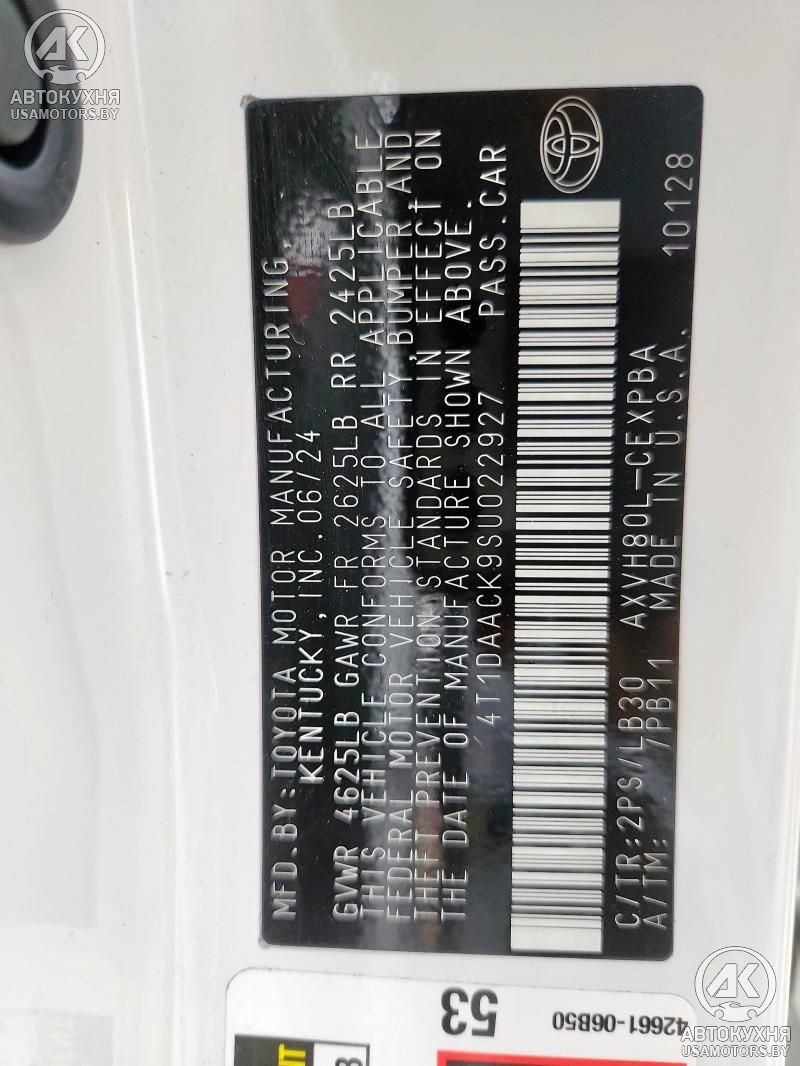 АВТОКУХНЯ
USAMOTORS.BY
MFD.BY:TOYOTA MOTOR MANUFACTURING,
KENTUCKY, INC. 06/24
GVWR 4625LB GAWR FR 2625LB RR 2425LB
THIS VEHICLE CONFORMS TO ALL APPLICABLE
FEDERAL MOTOR VEHICLE SAFETY, BUMPER AND
THEFT PREVENTION STANDARDS IN EFFECT ON
THE DATE OF MANUFACTURE SHOWN ABOVE.
4T1DAACK9SU022927 PASS.CAR
C/TR:2PS/LB30 AXVH80L-CEXPBA
A/TM: /PB11 MADE IN U.S.A. 10128
53
42661-06B50
АВТОКУХНЯ
USAMOTORS.BY